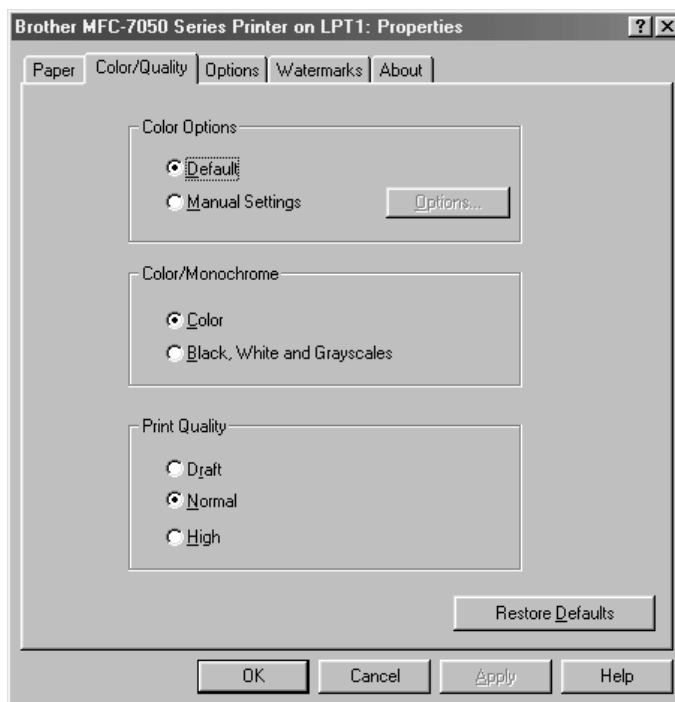 Brother MFC-7050 Series Printer on LPT1: Properties ? ×
Paper Color/Quality Options Watermarks About
Color Options
Default
Manual Settings Options...
Color/Monochrome
Color
Black, White and Grayscales
Print Quality
Draft
Normal
High
Restore Defaults
OK Cancel Apply Help